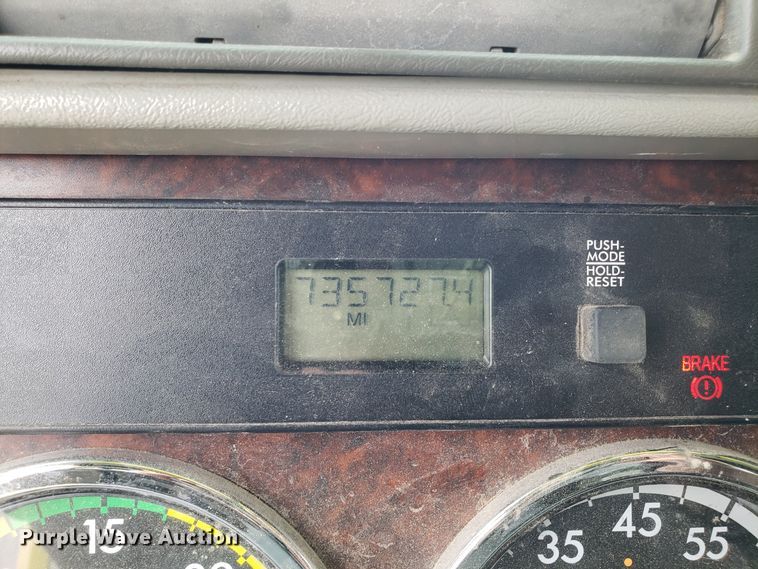 PUSH-
MODE
HOLD-
RESET
735727.4
MI
BRAKE
15
45
35
55
Purple Wave Auction